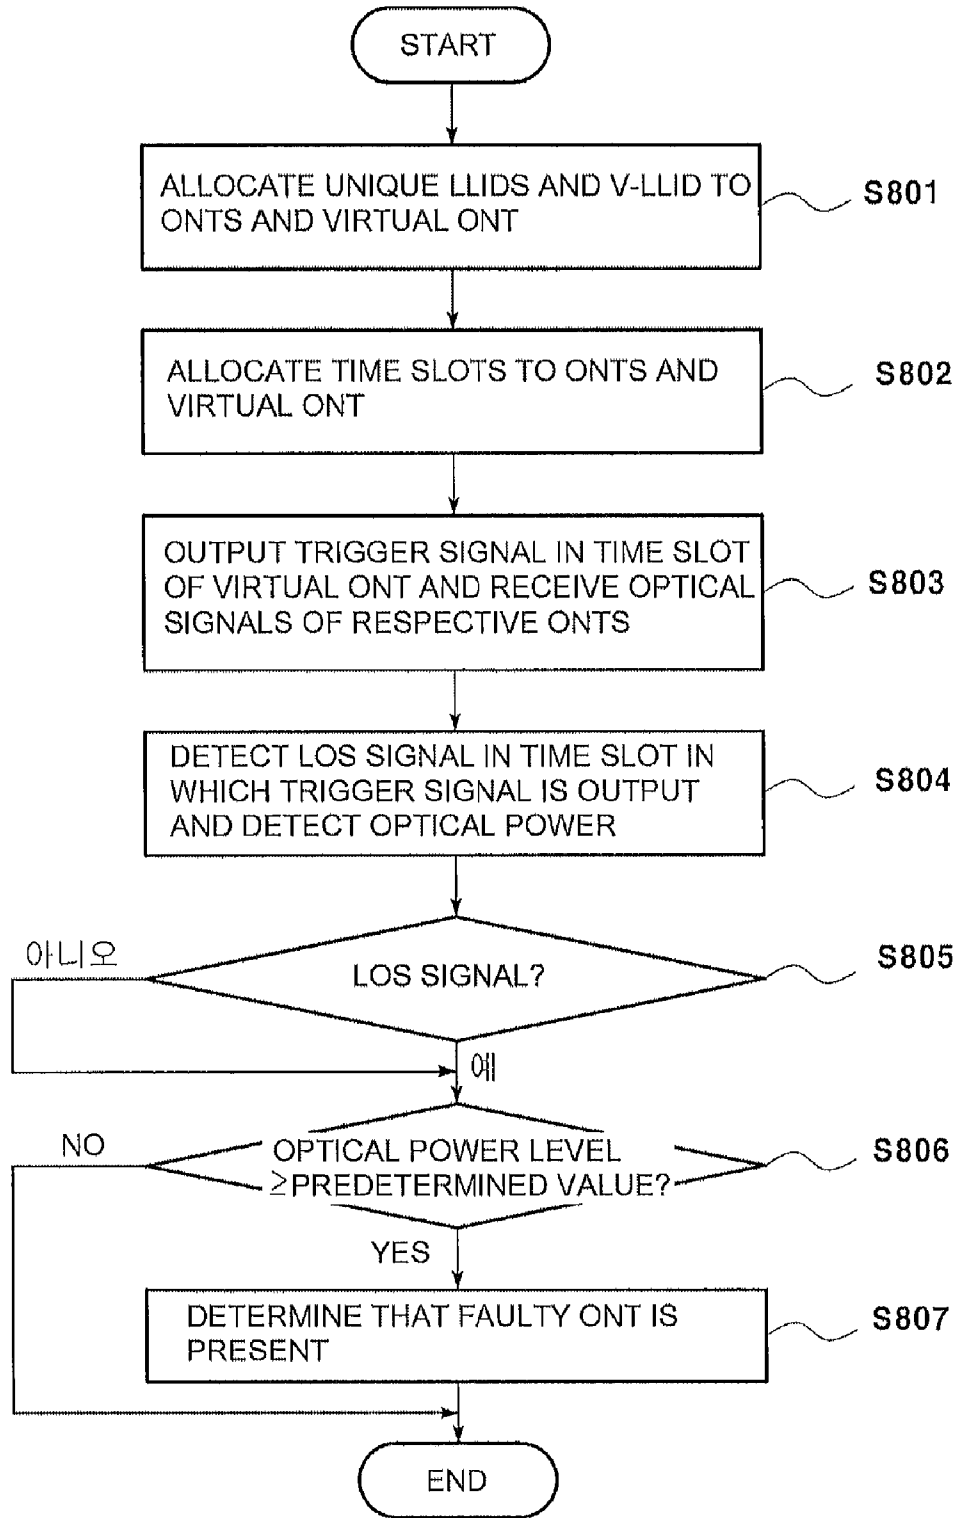 START
ALLOCATE UNIQUE LLIDS AND V-LLID TO
ONTS AND VIRTUAL ONT
S801
ALLOCATE TIME SLOTS TO ONTS AND
VIRTUAL ONT
S802
OUTPUT TRIGGER SIGNAL IN TIME SLOT
OF VIRTUAL ONT AND RECEIVE OPTICAL
SIGNALS OF RESPECTIVE ONTS
S803
DETECT LOS SIGNAL IN TIME SLOT IN
WHICH TRIGGER SIGNAL IS OUTPUT
AND DETECT OPTICAL POWER
S804
아니오
LOS SIGNAL?
S805
예
NO
OPTICAL POWER LEVEL
≥PREDETERMINED VALUE?
S806
YES
DETERMINE THAT FAULTY ONT IS
PRESENT
S807
END